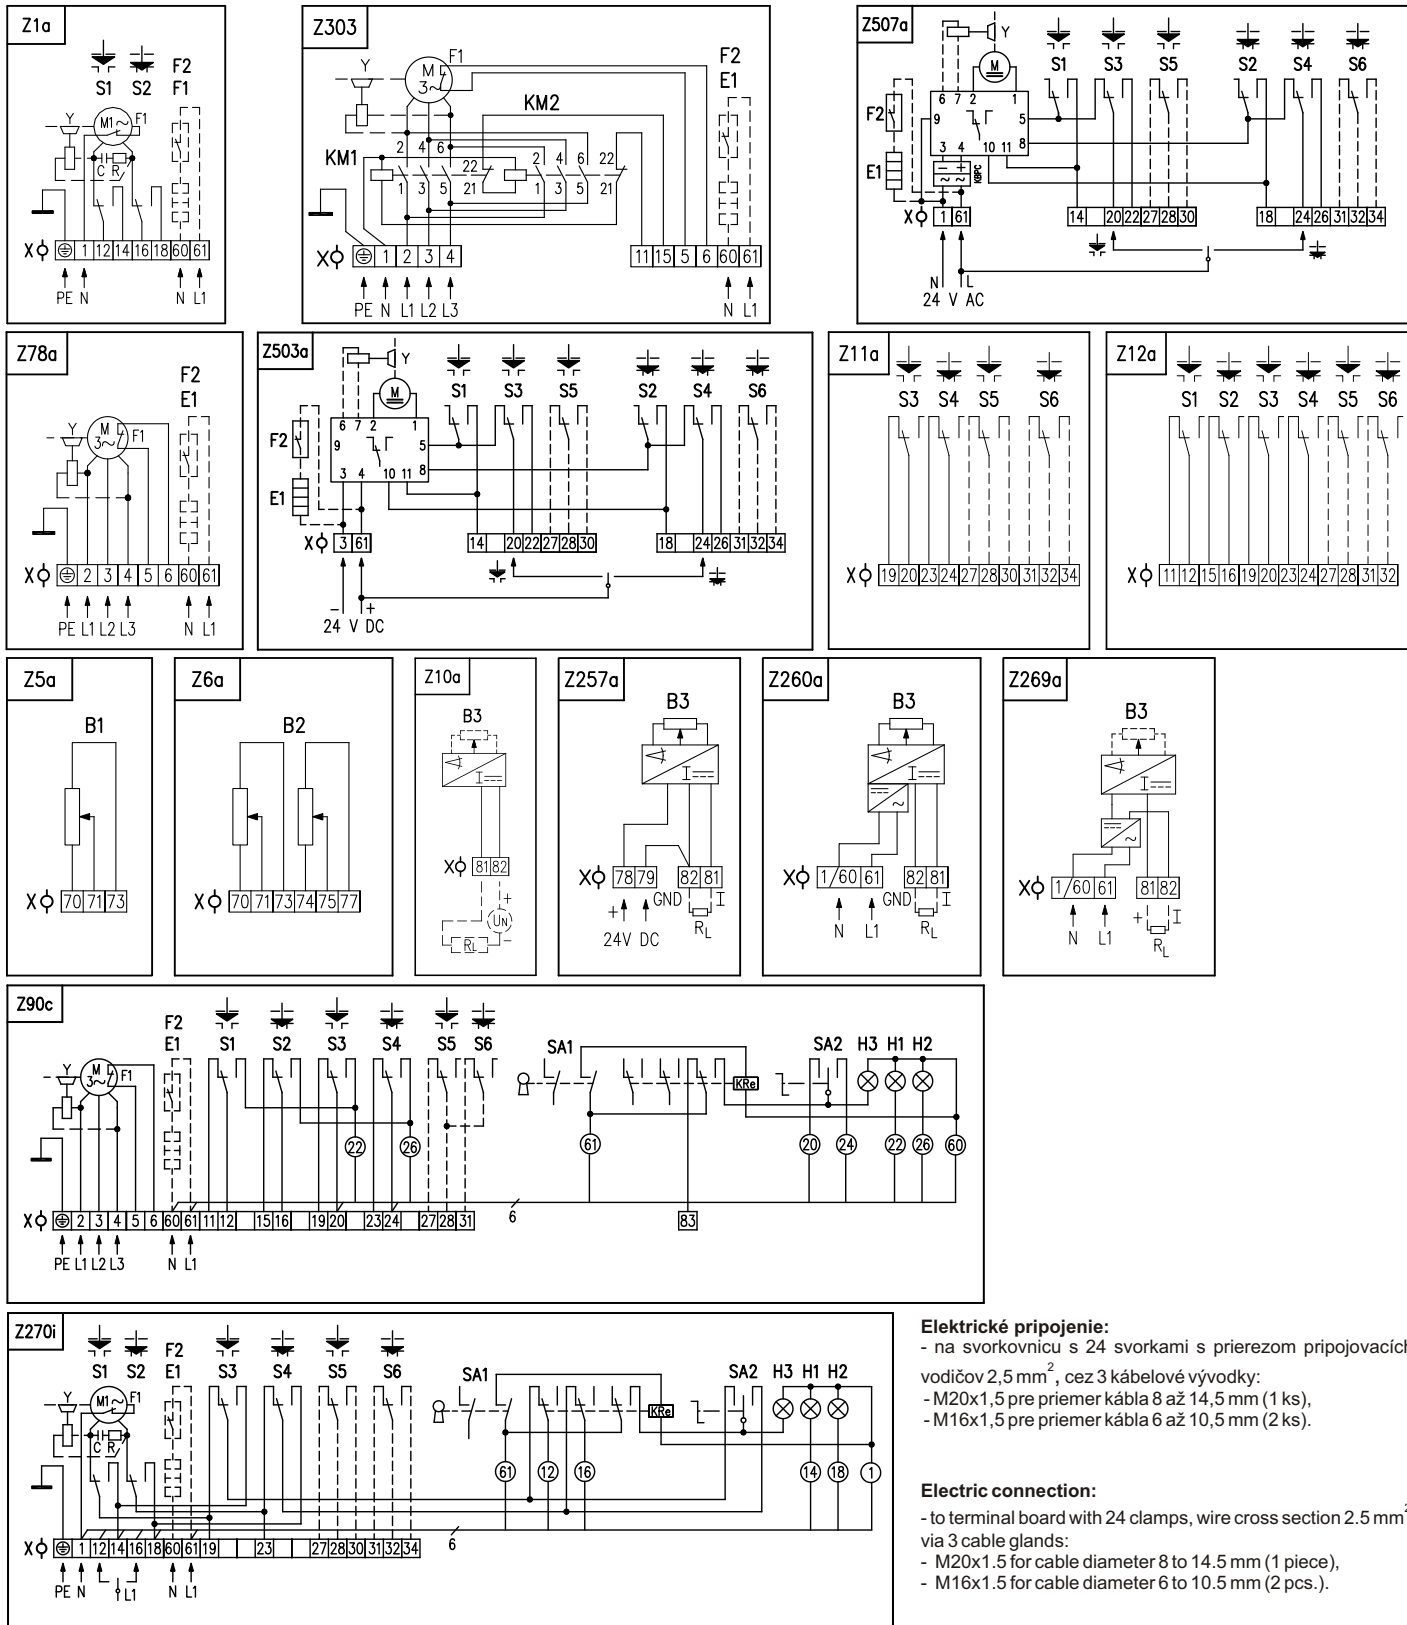 Z1a
S1 S2 F2
F1
Y M1 ~ F1
C R
X 1 12 14 16 18 60 61
PE N N L1
Z303
Y M 3~ F1 F2
E1
KM2
2 4 6 22 2 4 6 22
KM1
1 3 5 21 1 3 5 21
X 1 2 3 4 11 15 5 6 60 61
PE N L1 L2 L3 N L1
Z507a
Y
M S1 S3 S5 S2 S4 S6
6 7 2 1
F2 9 5
8
3 4 10 11
E1 − + ~ ~ KBPC
X 1 61 14 20 22 27 28 30 18 24 26 31 32 34
N L
24 V AC
Z78a
F2
E1
Y M 3~ F1
X 2 3 4 5 6 60 61
PE L1 L2 L3 N L1
Z503a
Y
M S1 S3 S5 S2 S4 S6
6 7 2 1
F2 9 5
8
3 4 10 11
E1
X 3 61 14 20 22 27 28 30 18 24 26 31 32 34
− +
24 V DC
Z11a
S3 S4 S5 S6
X 19 20 23 24 27 28 30 31 32 34
Z12a
S1 S2 S3 S4 S5 S6
X 11 12 15 16 19 20 23 24 27 28 31 32
Z5a
B1
X 70 71 73
Z6a
B2
X 70 71 73 74 75 77
Z10a
B3
I
X 81 82
+
UN
RL −
Z257a
B3
I
X 78 79 82 81
GND I
+
24V DC RL
Z260a
B3
I
~
X 1/60 61 82 81
GND I
N L1 RL
Z269a
B3
I
~
X 1/60 61 81 82
+ I
N L1 RL
Z90c
F2
E1 S1 S2 S3 S4 S5 S6 SA1 SA2 H3 H1 H2
Y M 3~ F1 KRe
22 26 61 20 24 22 26 60
X 2 3 4 5 6 60 61 11 12 15 16 19 20 23 24 27 28 31 6 83
PE L1 L2 L3 N L1
Z270i
S1 S2 F2
E1 S3 S4 S5 S6 SA1 SA2 H3 H1 H2
Y M1 ~ F1 KRe
C R
61 12 16 14 18 1
X 1 12 14 16 18 60 61 19 23 27 28 30 31 32 34 6
PE N L1 N L1
Elektrické pripojenie:
- na svorkovnicu s 24 svorkami s prierezom pripojovacích
vodičov 2,5 mm², cez 3 kábelové vývodky:
- M20x1,5 pre priemer kábla 8 až 14,5 mm (1 ks),
- M16x1,5 pre priemer kábla 6 až 10,5 mm (2 ks).
Electric connection:
- to terminal board with 24 clamps, wire cross section 2.5 mm²
via 3 cable glands:
- M20x1.5 for cable diameter 8 to 14.5 mm (1 piece),
- M16x1.5 for cable diameter 6 to 10.5 mm (2 pcs.).